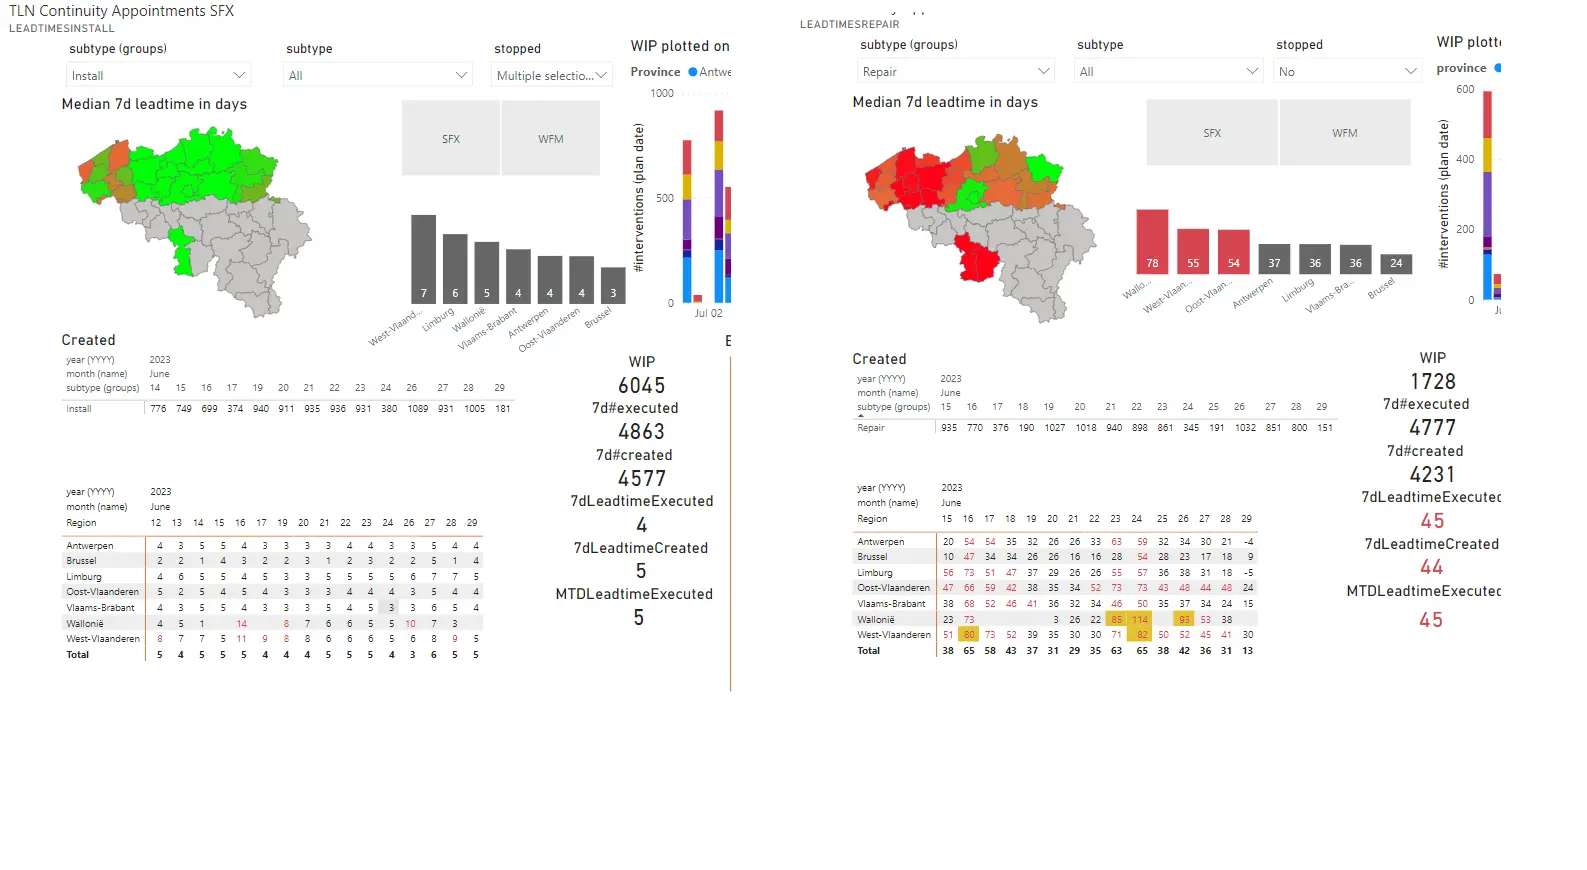 TLN Continuity Appointments SFX
LEADTIMESINSTALL
subtype (groups) subtype stopped
Install All Multiple selectio...
WIP plotted on
Province Antwe
Median 7d leadtime in days
SFX WFM
1000
500
0
#interventions (plan date)
Jul 02
7 6 5 4 4 4 3
West-Vlaand... Limburg Wallonië Vlaams-Brabant Antwerpen Oost-Vlaanderen Brussel
Created
year (YYYY) 2023
month (name) June
subtype (groups) 14 15 16 17 19 20 21 22 23 24 26 27 28 29
Install 776 749 699 374 940 911 935 936 931 380 1089 931 1005 181
WIP
6045
7d#executed
4863
7d#created
4577
7dLeadtimeExecuted
4
7dLeadtimeCreated
5
MTDLeadtimeExecuted
5
year (YYYY) 2023
month (name) June
Region 12 13 14 15 16 17 19 20 21 22 23 24 26 27 28 29
Antwerpen 4 3 5 5 4 3 3 3 3 4 4 3 3 5 4 4
Brussel 2 2 1 4 3 2 2 3 1 2 3 2 2 5 1 4
Limburg 4 6 5 5 4 5 3 3 5 5 5 5 6 7 7 5
Oost-Vlaanderen 5 2 5 4 5 4 3 3 3 4 4 4 3 5 4 4
Vlaams-Brabant 4 3 5 5 4 3 3 3 5 4 5 3 3 6 5 4
Wallonië 4 5 1 14 8 7 6 6 5 5 10 7 3
West-Vlaanderen 8 7 7 5 11 9 8 8 6 6 6 5 6 8 9 5
Total 5 4 5 5 5 4 4 4 5 5 5 4 3 6 5 5
LEADTIMESREPAIR
subtype (groups) subtype stopped
Repair All No
WIP plott
province
Median 7d leadtime in days
SFX WFM
600
400
200
0
#interventions (plan date)
78 55 54 37 36 36 24
Wallo... West-Vlaan... Oost-Vlaan... Antwerpen Limburg Vlaams-Bra... Brussel
Created
year (YYYY) 2023
month (name) June
subtype (groups) 15 16 17 18 19 20 21 22 23 24 25 26 27 28 29
Repair 935 770 376 190 1027 1018 940 898 861 345 191 1032 851 800 151
WIP
1728
7d#executed
4777
7d#created
4231
7dLeadtimeExecuted
45
7dLeadtimeCreated
44
MTDLeadtimeExecuted
45
year (YYYY) 2023
month (name) June
Region 15 16 17 18 19 20 21 22 23 24 25 26 27 28 29
Antwerpen 20 54 54 35 32 26 26 33 63 59 32 34 30 21 -4
Brussel 10 47 34 34 26 26 16 16 28 54 28 23 17 18 9
Limburg 56 73 51 47 37 29 26 26 55 57 36 38 31 18 -5
Oost-Vlaanderen 47 66 59 42 38 35 34 52 73 73 43 48 44 48 24
Vlaams-Brabant 38 68 52 46 41 36 32 34 46 50 35 37 34 24 15
Wallonië 23 73 3 26 22 85 114 93 53 38
West-Vlaanderen 51 80 73 52 39 35 30 30 71 82 50 52 45 41 30
Total 38 65 58 43 37 31 29 35 63 65 38 42 36 31 13